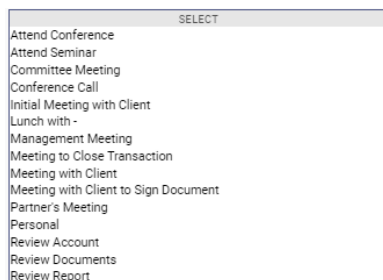 SELECT
Attend Conference
Attend Seminar
Committee Meeting
Conference Call
Initial Meeting with Client
Lunch with -
Management Meeting
Meeting to Close Transaction
Meeting with Client
Meeting with Client to Sign Document
Partner's Meeting
Personal
Review Account
Review Documents
Review Report